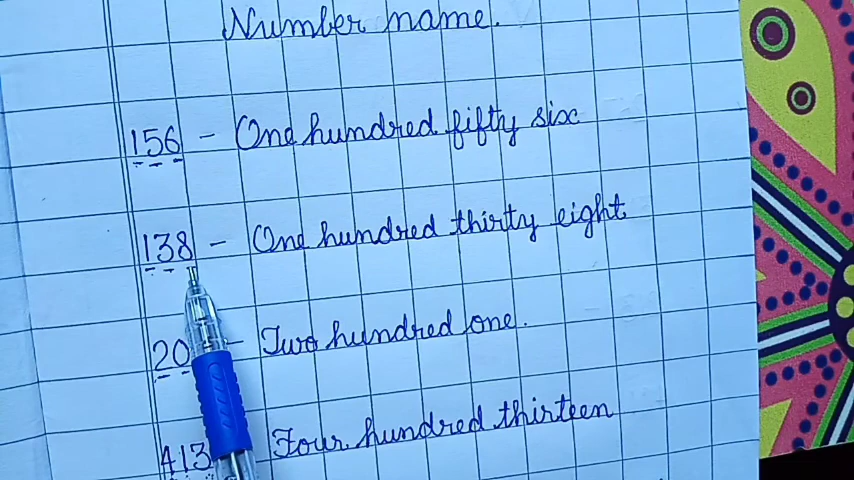 Number name.
156 - One hundred fifty six
138 - One hundred thirty eight
20 - Two hundred one.
413 Four hundred thirteen